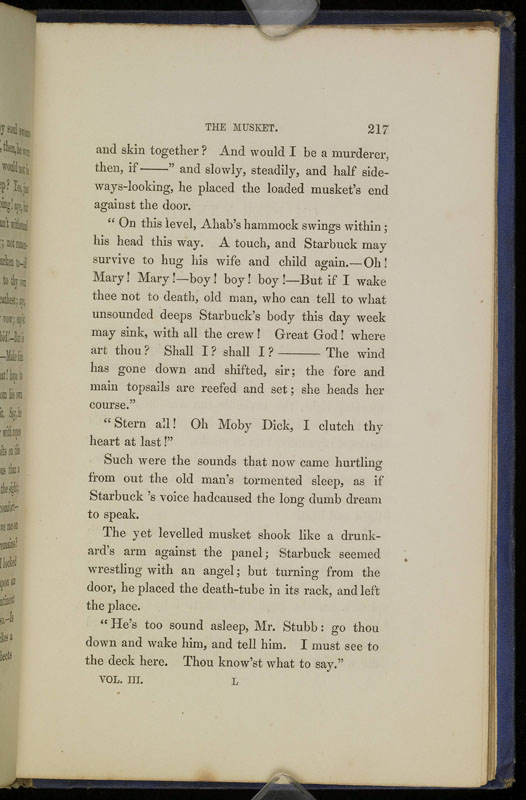 THE MUSKET. 217
and skin together? And would I be a murderer,
then, if——” and slowly, steadily, and half side-
ways-looking, he placed the loaded musket's end
against the door.
“On this level, Ahab's hammock swings within;
his head this way. A touch, and Starbuck may
survive to hug his wife and child again.—Oh!
Mary! Mary!—boy! boy! boy!—But if I wake
thee not to death, old man, who can tell to what
unsounded deeps Starbuck's body this day week
may sink, with all the crew! Great God! where
art thou? Shall I? shall I?——— The wind
has gone down and shifted, sir; the fore and
main topsails are reefed and set; she heads her
course.”
“Stern all! Oh Moby Dick, I clutch thy
heart at last!”
Such were the sounds that now came hurtling
from out the old man's tormented sleep, as if
Starbuck 's voice hadcaused the long dumb dream
to speak.
The yet levelled musket shook like a drunk-
ard's arm against the panel; Starbuck seemed
wrestling with an angel; but turning from the
door, he placed the death-tube in its rack, and left
the place.
“He's too sound asleep, Mr. Stubb: go thou
down and wake him, and tell him. I must see to
the deck here. Thou know'st what to say.”
VOL. III. L